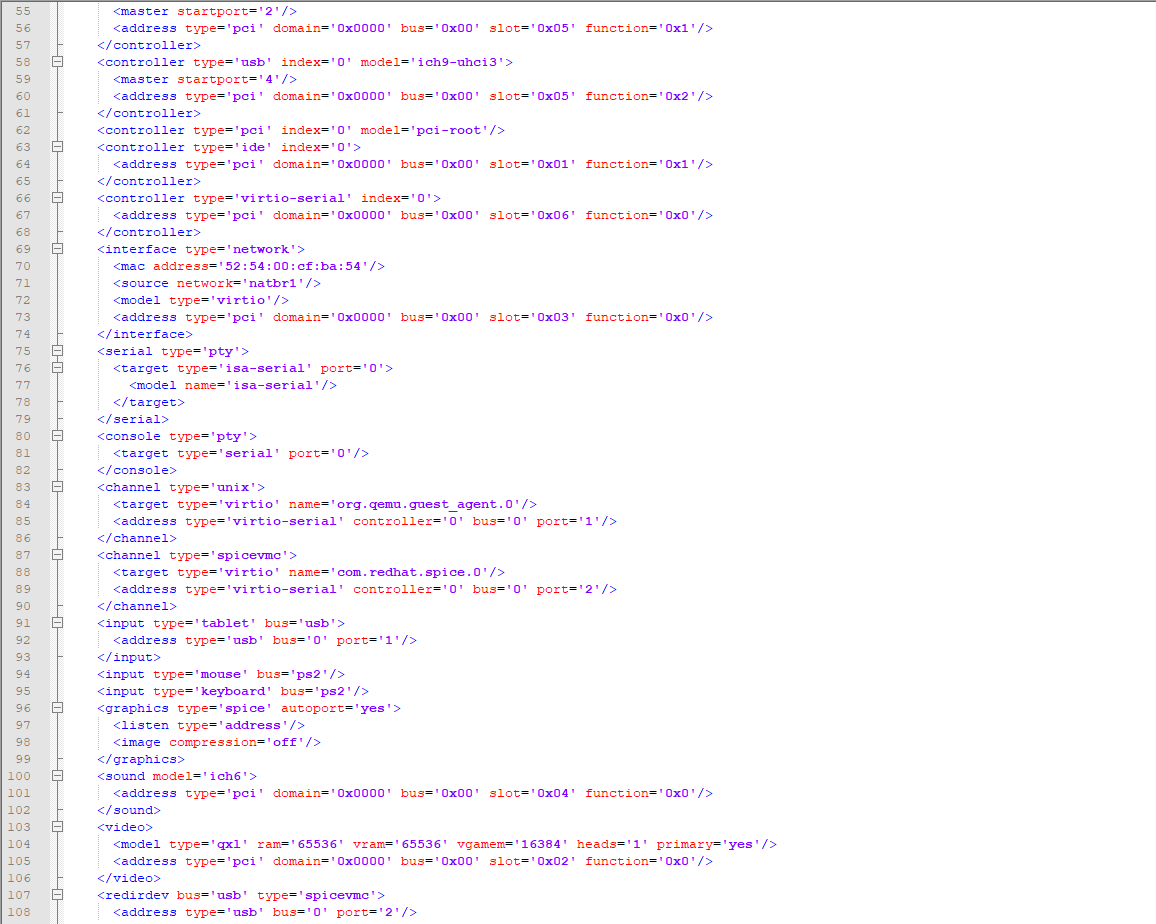 55 <master startport='2'/>
56 <address type='pci' domain='0x0000' bus='0x00' slot='0x05' function='0x1'/>
57 </controller>
58 <controller type='usb' index='0' model='ich9-uhci3'>
59 <master startport='4'/>
60 <address type='pci' domain='0x0000' bus='0x00' slot='0x05' function='0x2'/>
61 </controller>
62 <controller type='pci' index='0' model='pci-root'/>
63 <controller type='ide' index='0'>
64 <address type='pci' domain='0x0000' bus='0x00' slot='0x01' function='0x1'/>
65 </controller>
66 <controller type='virtio-serial' index='0'>
67 <address type='pci' domain='0x0000' bus='0x00' slot='0x06' function='0x0'/>
68 </controller>
69 <interface type='network'>
70 <mac address='52:54:00:cf:ba:54'/>
71 <source network='natbr1'/>
72 <model type='virtio'/>
73 <address type='pci' domain='0x0000' bus='0x00' slot='0x03' function='0x0'/>
74 </interface>
75 <serial type='pty'>
76 <target type='isa-serial' port='0'>
77 <model name='isa-serial'/>
78 </target>
79 </serial>
80 <console type='pty'>
81 <target type='serial' port='0'/>
82 </console>
83 <channel type='unix'>
84 <target type='virtio' name='org.qemu.guest_agent.0'/>
85 <address type='virtio-serial' controller='0' bus='0' port='1'/>
86 </channel>
87 <channel type='spicevmc'>
88 <target type='virtio' name='com.redhat.spice.0'/>
89 <address type='virtio-serial' controller='0' bus='0' port='2'/>
90 </channel>
91 <input type='tablet' bus='usb'>
92 <address type='usb' bus='0' port='1'/>
93 </input>
94 <input type='mouse' bus='ps2'/>
95 <input type='keyboard' bus='ps2'/>
96 <graphics type='spice' autoport='yes'>
97 <listen type='address'/>
98 <image compression='off'/>
99 </graphics>
100 <sound model='ich6'>
101 <address type='pci' domain='0x0000' bus='0x00' slot='0x04' function='0x0'/>
102 </sound>
103 <video>
104 <model type='qxl' ram='65536' vram='65536' vgamem='16384' heads='1' primary='yes'/>
105 <address type='pci' domain='0x0000' bus='0x00' slot='0x02' function='0x0'/>
106 </video>
107 <redirdev bus='usb' type='spicevmc'>
108 <address type='usb' bus='0' port='2'/>